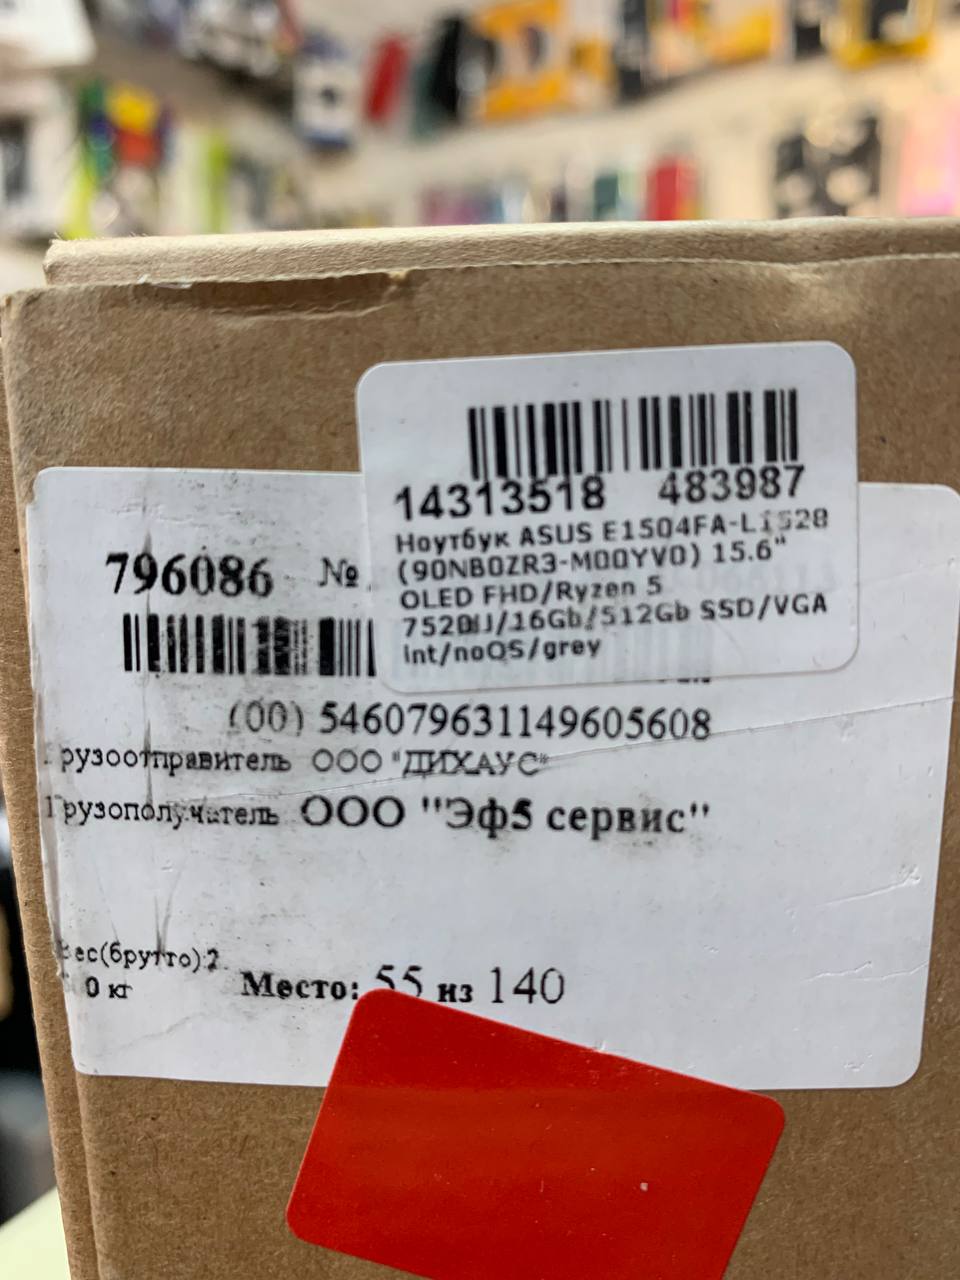 14313518 483987
Ноутбук ASUS E1504FA-L1528
(90NB0ZR3-M00YV0) 15.6"
OLED FHD/Ryzen 5
7520U/16Gb/512Gb SSD/VGA
int/noOS/grey
796086 №
(00) 546079631149605608
рузоотправитель ООО "ДИХАУС"
Грузополучатель ООО "'Эф5 сервис"
Вес(брутто):2
0 кг Место: 55 из 140